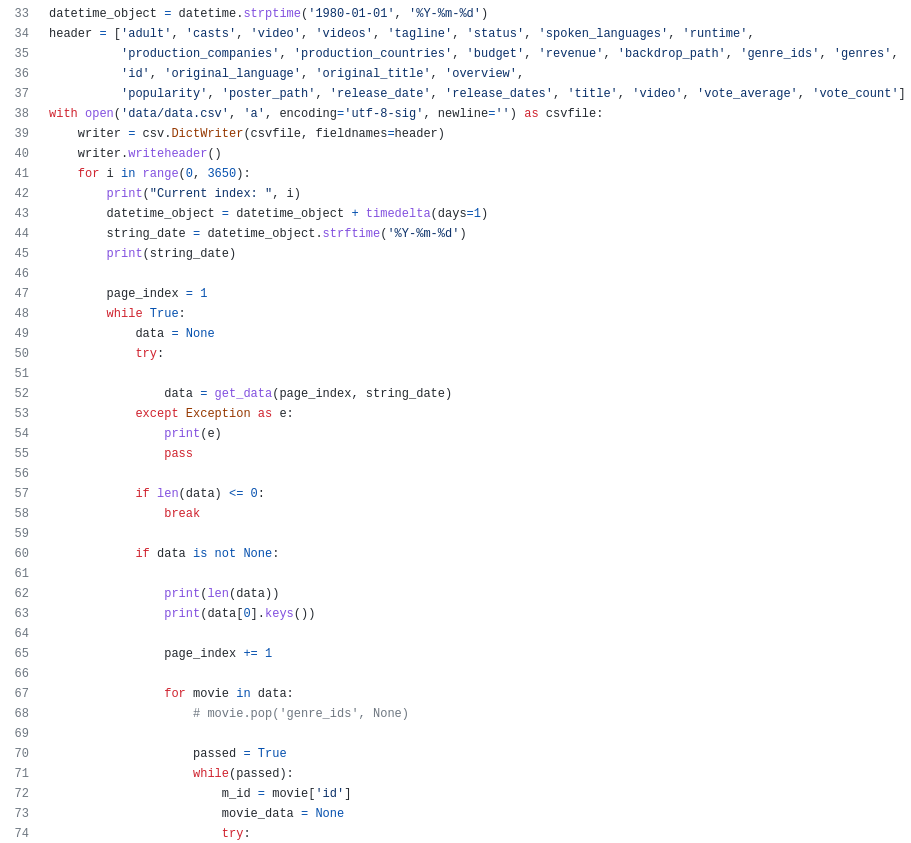 33 datetime_object = datetime.strptime('1980-01-01', '%Y-%m-%d')
34 header = ['adult', 'casts', 'video', 'videos', 'tagline', 'status', 'spoken_languages', 'runtime',
35           'production_companies', 'production_countries', 'budget', 'revenue', 'backdrop_path', 'genre_ids', 'genres',
36           'id', 'original_language', 'original_title', 'overview',
37           'popularity', 'poster_path', 'release_date', 'release_dates', 'title', 'video', 'vote_average', 'vote_count']
38 with open('data/data.csv', 'a', encoding='utf-8-sig', newline='') as csvfile:
39     writer = csv.DictWriter(csvfile, fieldnames=header)
40     writer.writeheader()
41     for i in range(0, 3650):
42         print("Current index: ", i)
43         datetime_object = datetime_object + timedelta(days=1)
44         string_date = datetime_object.strftime('%Y-%m-%d')
45         print(string_date)
46
47         page_index = 1
48         while True:
49             data = None
50             try:
51
52                 data = get_data(page_index, string_date)
53             except Exception as e:
54                 print(e)
55                 pass
56
57             if len(data) <= 0:
58                 break
59
60             if data is not None:
61
62                 print(len(data))
63                 print(data[0].keys())
64
65                 page_index += 1
66
67                 for movie in data:
68                     # movie.pop('genre_ids', None)
69
70                     passed = True
71                     while(passed):
72                         m_id = movie['id']
73                         movie_data = None
74                         try: